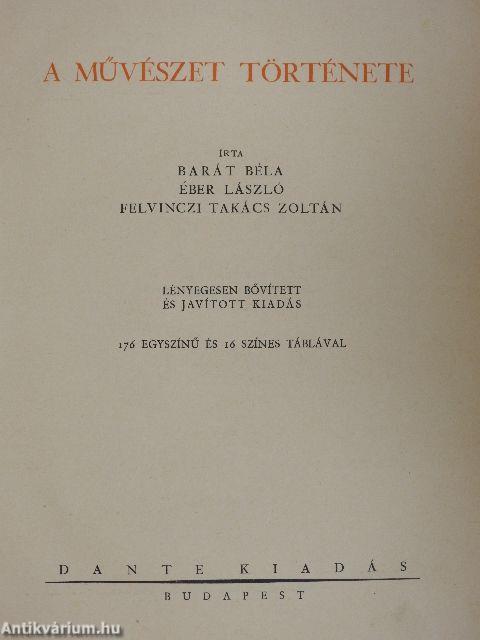 A MŰVÉSZET TÖRTÉNETE
ÍRTA
BARÁT BÉLA
ÉBER LÁSZLÓ
FELVINCZI TAKÁCS ZOLTÁN
LÉNYEGESEN BŐVÍTETT
ÉS JAVÍTOTT KIADÁS
176 EGYSZÍNŰ ÉS 16 SZÍNES TÁBLÁVAL
DANTE KIADÁS
BUDAPEST
Antikvárium.hu